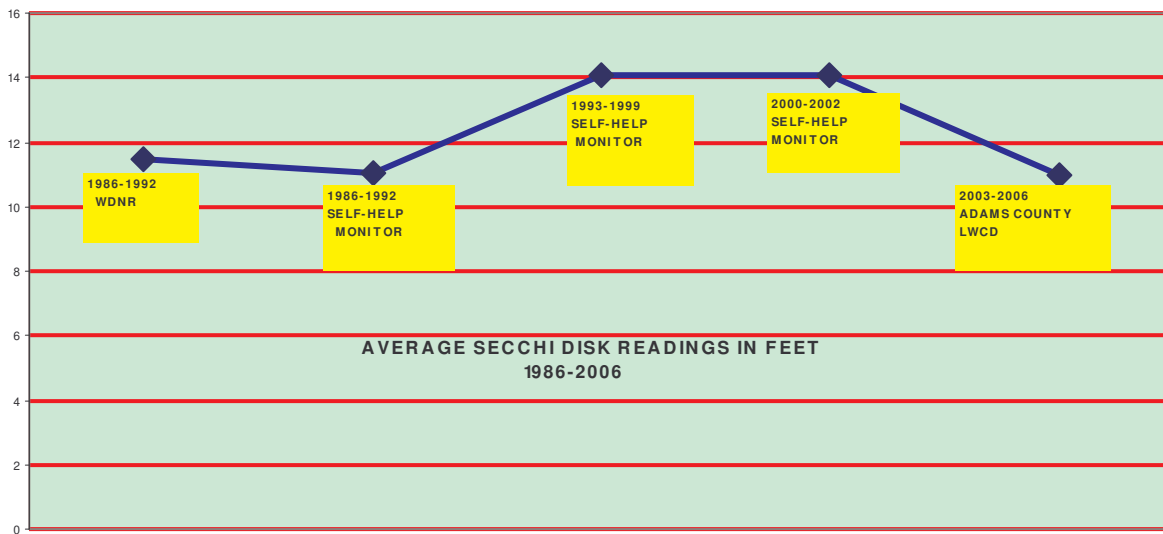 16
14
12
10
8
6
4
2
0
1986-1992
WDNR
1986-1992
SELF-HELP
MONITOR
1993-1999
SELF-HELP
MONITOR
2000-2002
SELF-HELP
MONITOR
2003-2006
ADAMS COUNTY
LWCD
AVERAGE SECCHI DISK READINGS IN FEET
1986-2006